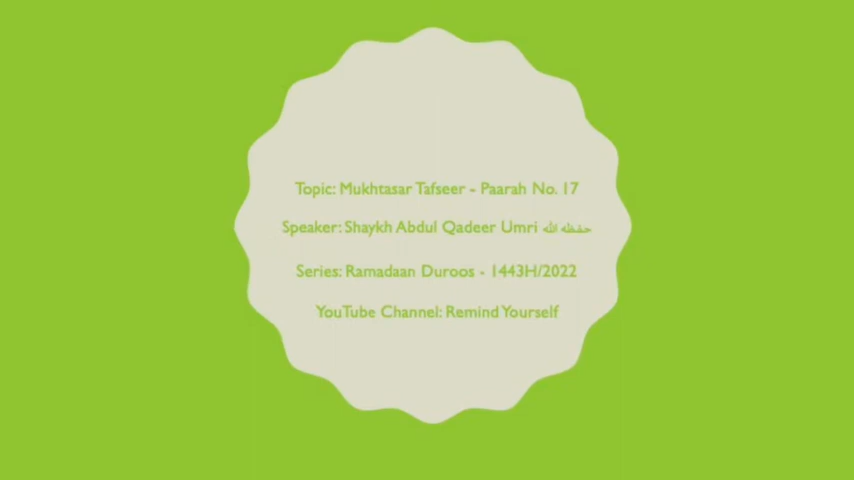 Topic: Mukhtasar Tafseer - Paarah No. 17
Speaker: Shaykh Abdul Qadeer Umri حفظه الله
Series: Ramadaan Duroos - 1443H/2022
YouTube Channel: Remind Yourself